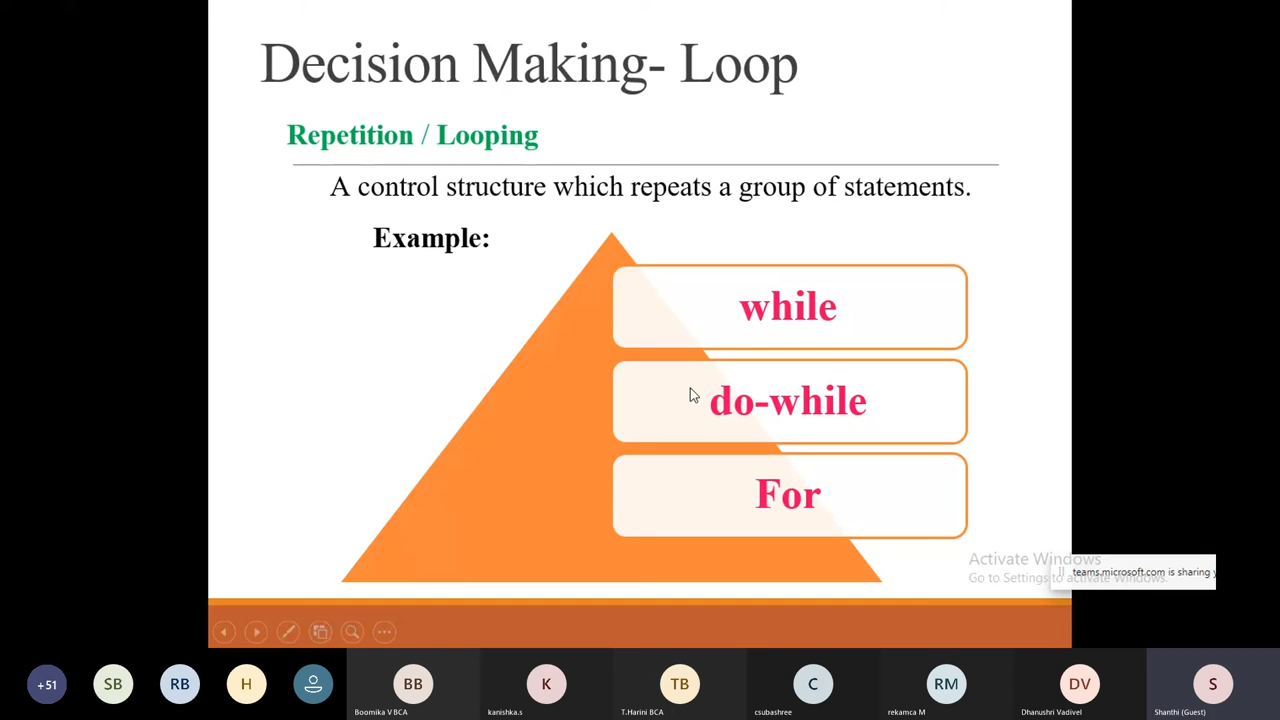 Decision Making- Loop
Repetition / Looping
A control structure which repeats a group of statements.
Example:
while
do-while
For
Activate Windows
Go to Settings to activate Windows.
teams.microsoft.com is sharing
+51
SB
RB
H
BB
K
TB
C
RM
DV
S
Boomika V BCA
kanishka.s
T.Harini BCA
csubashree
rekamca M
Dhanushri Vadivel
Shanthi (Guest)